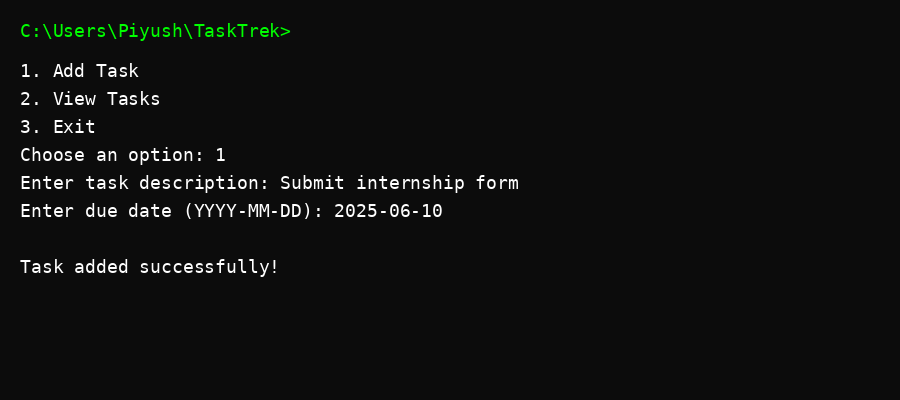 C:\Users\Piyush\TaskTrek>
1. Add Task
2. View Tasks
3. Exit
Choose an option: 1
Enter task description: Submit internship form
Enter due date (YYYY-MM-DD): 2025-06-10
Task added successfully!